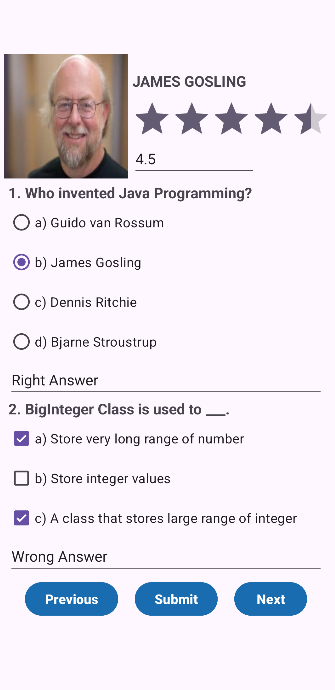 JAMES GOSLING
4.5
1. Who invented Java Programming?
a) Guido van Rossum
b) James Gosling
c) Dennis Ritchie
d) Bjarne Stroustrup
Right Answer
2. BigInteger Class is used to ___.
a) Store very long range of number
b) Store integer values
c) A class that stores large range of integer
Wrong Answer
Previous Submit Next